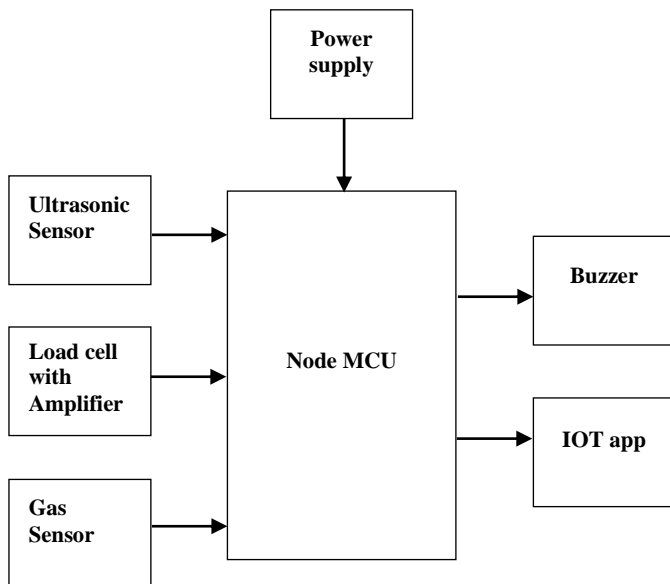 Power
supply
Ultrasonic
Sensor
Buzzer
Load cell
with
Amplifier
Node MCU
IOT app
Gas
Sensor